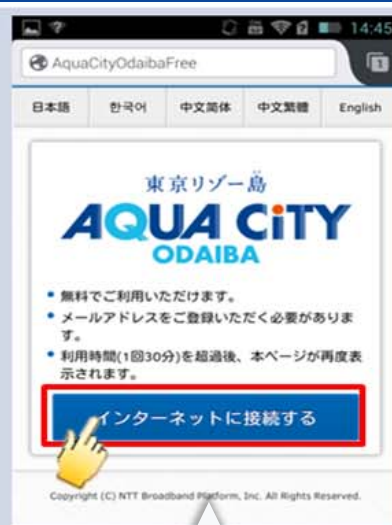 14:45
AquaCityOdaibaFree
1
日本語 한국어 中文简体 中文繁體 English
東京リゾー島
AQUA CiTY
ODAIBA
• 無料でご利用いただけます。
• メールアドレスをご登録いただく必要がありま
す。
• 利用時間(1回30分)を超過後、本ページが再度表
示されます。
インターネットに接続する
Copyright (C) NTT Broadband Platform, Inc. All Rights Reserved.